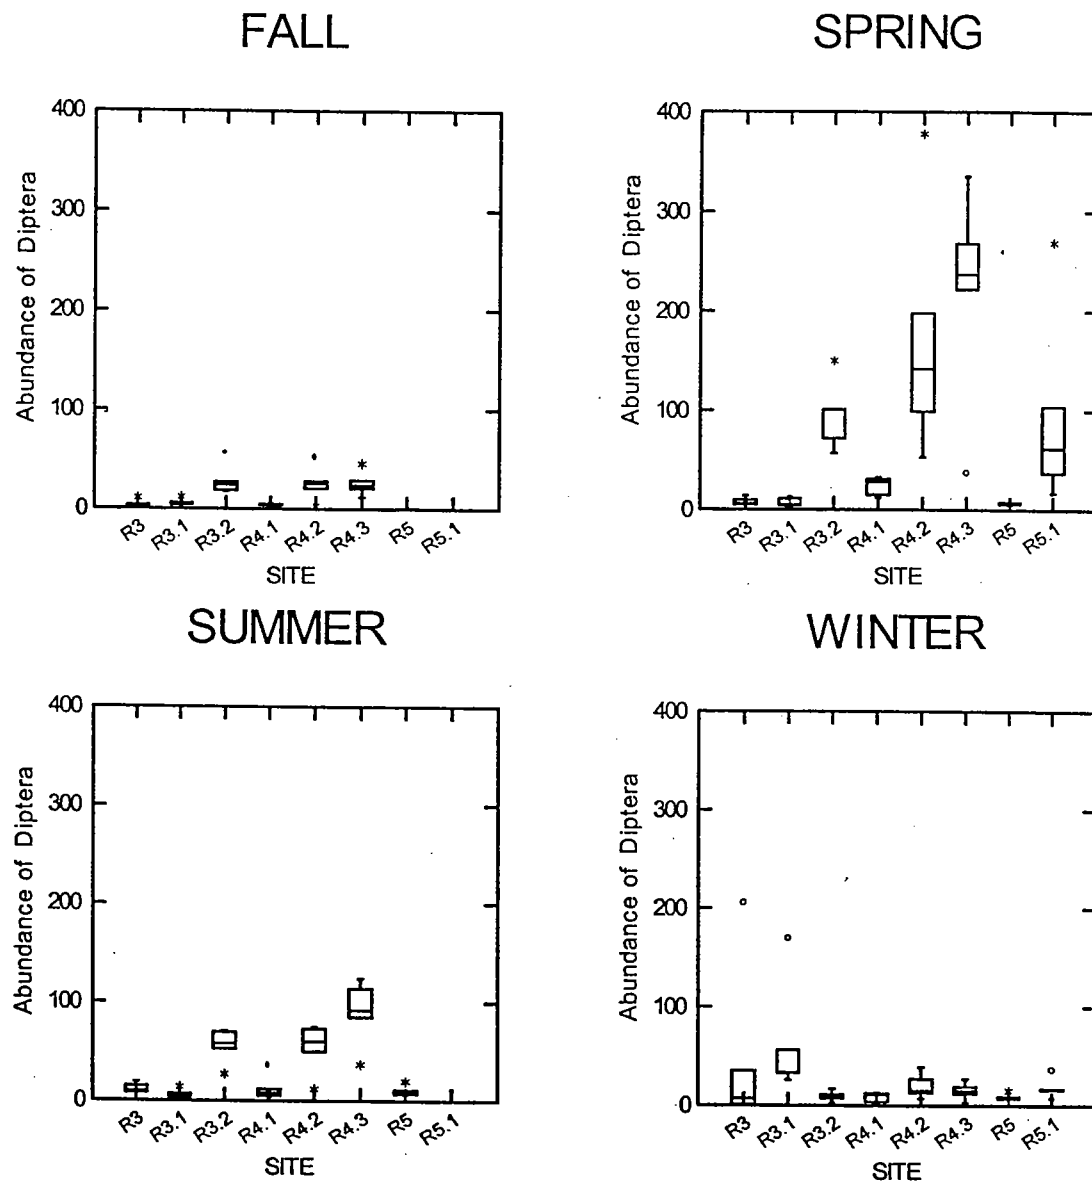 FALL
400
300
200
100
0
Abundance of Diptera
R3 R3.1 R3.2 R4.1 R4.2 R4.3 R5 R5.1
SITE
SPRING
400
300
200
100
0
Abundance of Diptera
R3 R3.1 R3.2 R4.1 R4.2 R4.3 R5 R5.1
SITE
SUMMER
400
300
200
100
0
Abundance of Diptera
R3 R3.1 R3.2 R4.1 R4.2 R4.3 R5 R5.1
SITE
WINTER
400
300
200
100
0
Abundance of Diptera
R3 R3.1 R3.2 R4.1 R4.2 R4.3 R5 R5.1
SITE